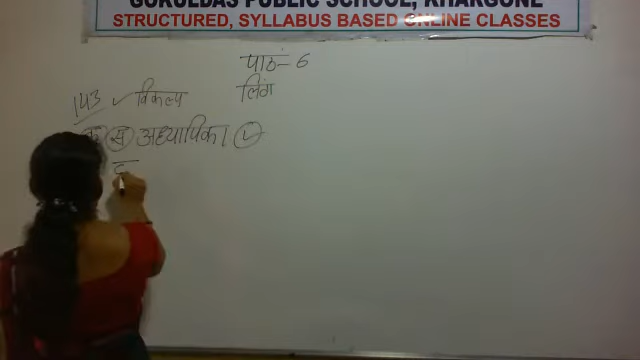 GOKULDAS PUBLIC SCHOOL, KHARGONE
STRUCTURED, SYLLABUS BASED ONLINE CLASSES
पाठ - 6
लिंग
143 ✓ विकल्प
स अध्यापिका ✓